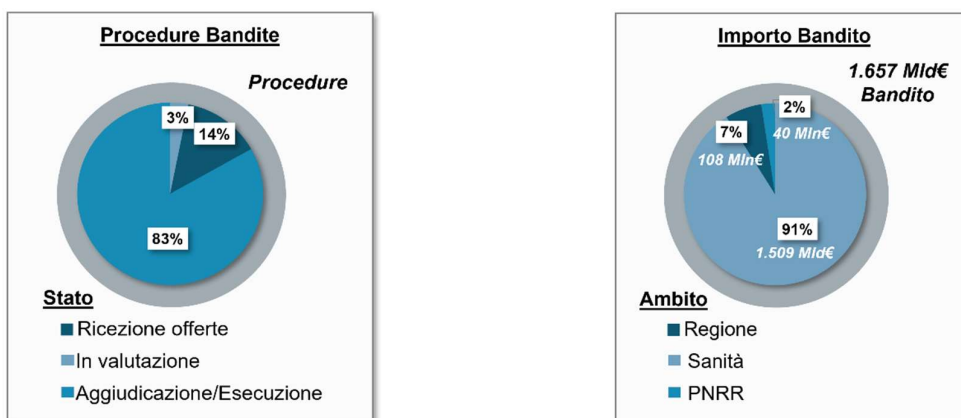 Procedure Bandite
Procedure
3%
14%
83%
Stato
Ricezione offerte
In valutazione
Aggiudicazione/Esecuzione
Importo Bandito
1.657 Mld€
Bandito
2%
7%
40 Mln€
108 Mln€
91%
1.509 Mld€
Ambito
Regione
Sanità
PNRR